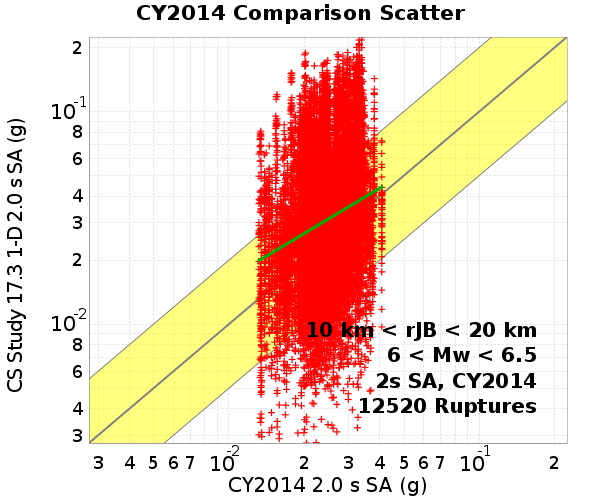 CY2014 Comparison Scatter
CS Study 17.3 1-D 2.0 s SA (g)
2
10-1
8
6
4
3
2
10-2
8
6
4
3
10 km < rJB < 20 km
6 < Mw < 6.5
2s SA, CY2014
12520 Ruptures
3 4 5 6 7 10-2 2 3 4 5 6 7 10-1 2
CY2014 2.0 s SA (g)